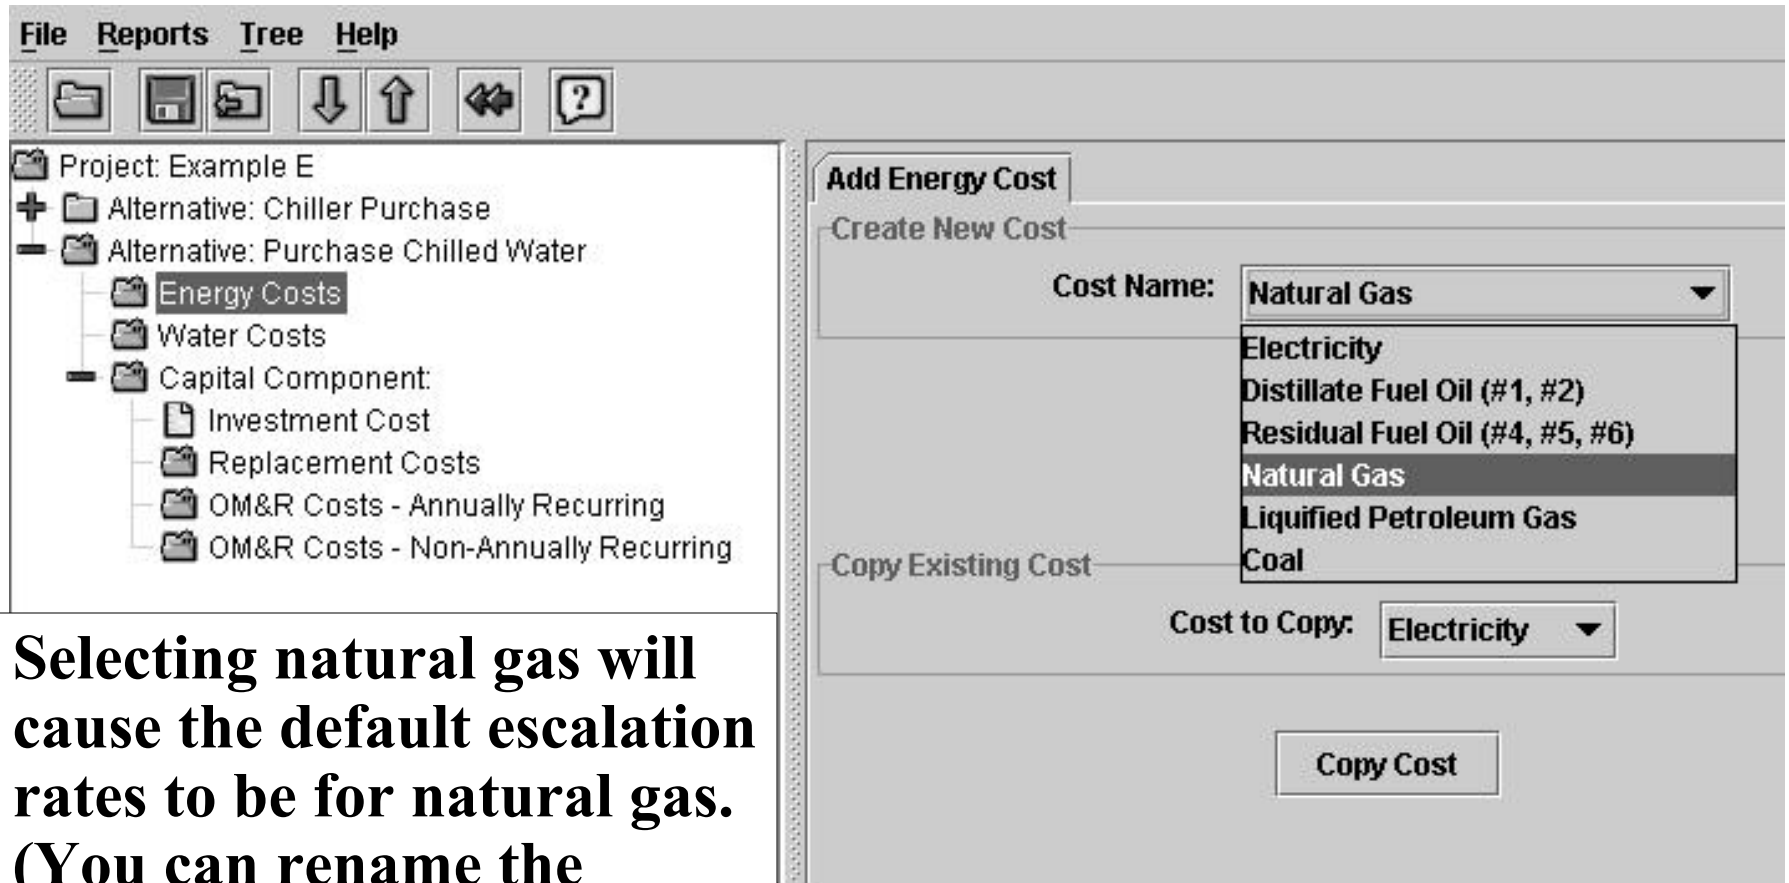 File Reports Tree Help
?
Project: Example E
Alternative: Chiller Purchase
Alternative: Purchase Chilled Water
Energy Costs
Water Costs
Capital Component:
Investment Cost
Replacement Costs
OM&R Costs - Annually Recurring
OM&R Costs - Non-Annually Recurring
Selecting natural gas will
cause the default escalation
rates to be for natural gas.
(You can rename the
Add Energy Cost
Create New Cost
Cost Name: Natural Gas
Electricity
Distillate Fuel Oil (#1, #2)
Residual Fuel Oil (#4, #5, #6)
Natural Gas
Liquified Petroleum Gas
Coal
Copy Existing Cost
Cost to Copy: Electricity
Copy Cost